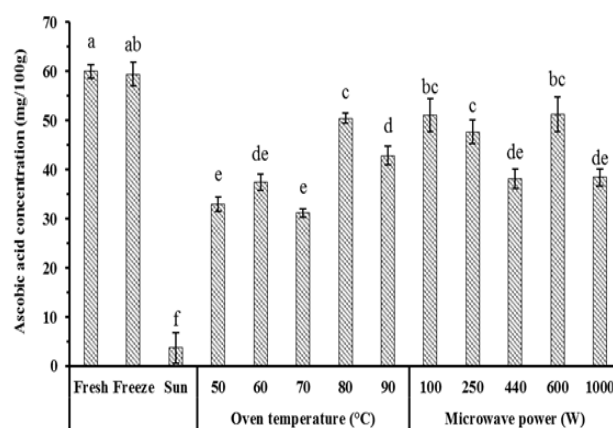 Ascobic acid concentration (mg/100g)
70
60
50
40
30
20
10
0
a
ab
f
e
de
e
c
d
bc
c
de
bc
de
Fresh Freeze Sun 50 60 70 80 90 100 250 440 600 1000
Oven temperature (°C) Microwave power (W)